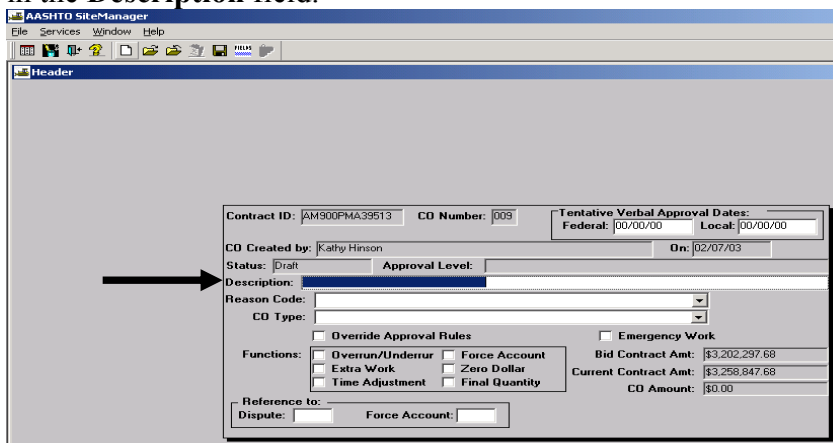 in the Description field.
AASHTO SiteManager
File Services Window Help
FIELDS
Header
Contract ID: AM900PMA39513 CO Number: 009 Tentative Verbal Approval Dates:
Federal: 00/00/00 Local: 00/00/00
CO Created by: Kathy Hinson On: 02/07/03
Status: Draft Approval Level:
Description:
Reason Code:
CO Type:
Override Approval Rules Emergency Work
Functions: Overrun/Underrur Force Account Bid Contract Amt: $3,202,297.68
Extra Work Zero Dollar Current Contract Amt: $3,258,847.68
Time Adjustment Final Quantity CO Amount: $0.00
Reference to:
Dispute: Force Account: